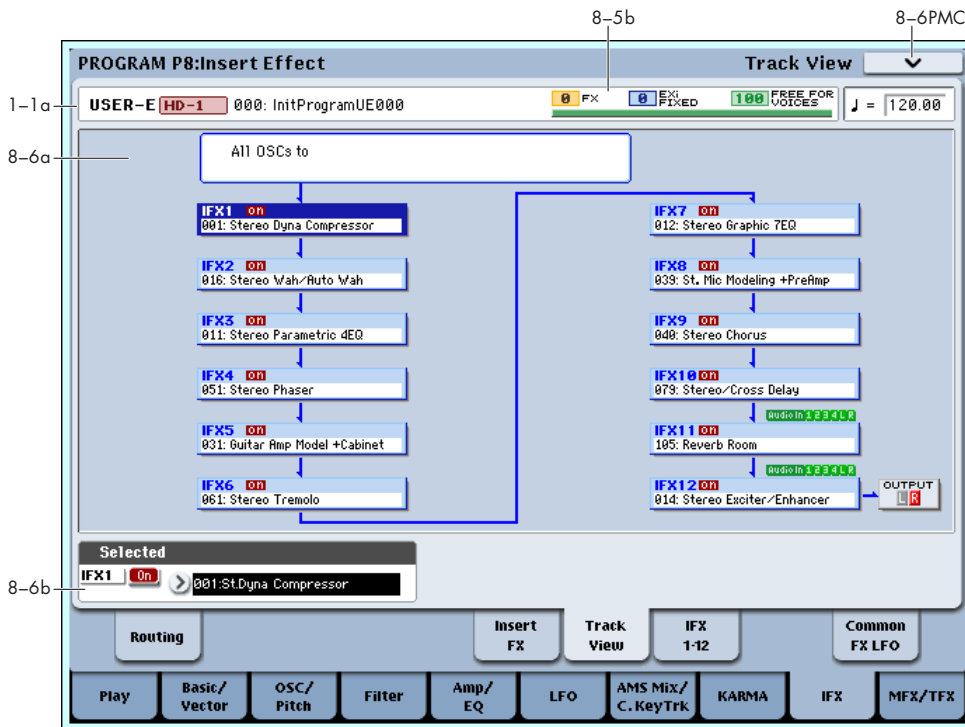 8–5b
8–6PMC
PROGRAM P8:Insert Effect
Track View
1–1a
USER-E HD-1 000: InitProgramUE000
0 FX
0 EXi FIXED
100 FREE FOR VOICES
♩ = 120.00
8–6a
All OSCs to
IFX1 On
001: Stereo Dyna Compressor
IFX2 On
016: Stereo Wah/Auto Wah
IFX3 On
011: Stereo Parametric 4EQ
IFX4 On
051: Stereo Phaser
IFX5 On
031: Guitar Amp Model +Cabinet
IFX6 On
061: Stereo Tremolo
IFX7 On
012: Stereo Graphic 7EQ
IFX8 On
039: St. Mic Modeling +PreAmp
IFX9 On
040: Stereo Chorus
IFX10 On
079: Stereo/Cross Delay
AudioIn 1 2 3 4 L R
IFX11 On
105: Reverb Room
AudioIn 1 2 3 4 L R
IFX12 On
014: Stereo Exciter/Enhancer
OUTPUT
L R
Selected
8–6b
IFX1 On
001:St.Dyna Compressor
Routing
Insert
FX
Track
View
IFX
1-12
Common
FX LFO
Play
Basic/
Vector
OSC/
Pitch
Filter
Amp/
EQ
LFO
AMS Mix/
C.KeyTrk
KARMA
IFX
MFX/TFX